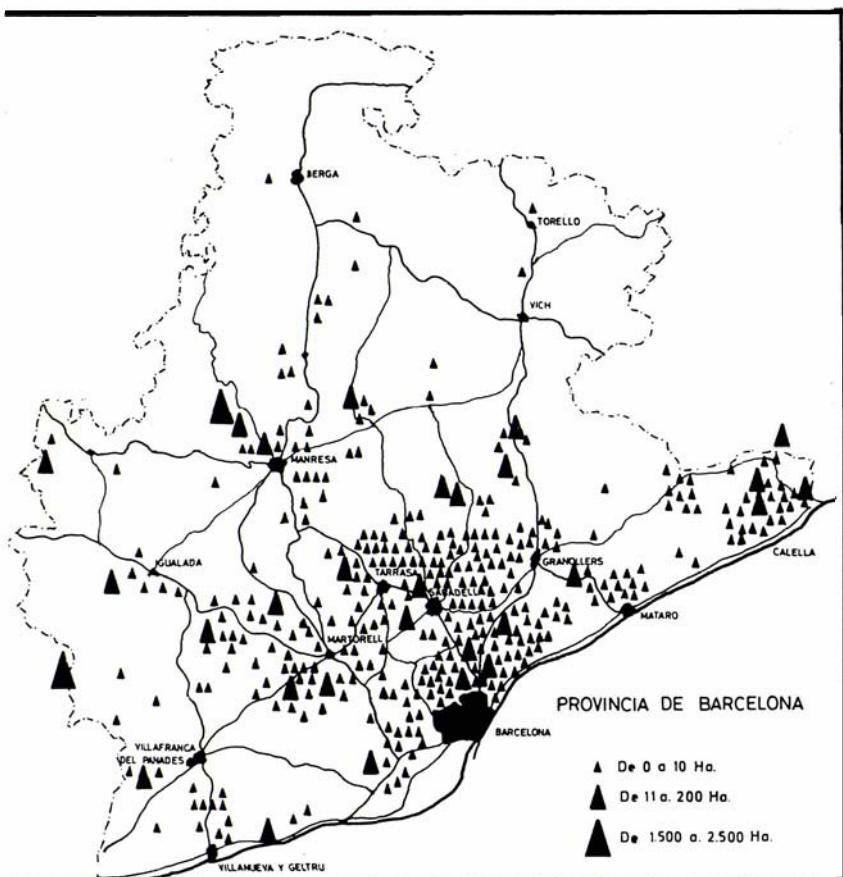 BERGA
TORELLO
VICH
MANRESA
IGUALADA
TARRASA
SABADELLA
GRANOLLERS
CALELLA
MATARO
MARTORELL
PROVINCIA DE BARCELONA
BARCELONA
VILLAFRANCA
DEL PANADES
De 0 a 10 Ha.
De 11 a. 200 Ha.
De 1.500 a. 2.500 Ha.
VILLANUEVA Y GELTRU